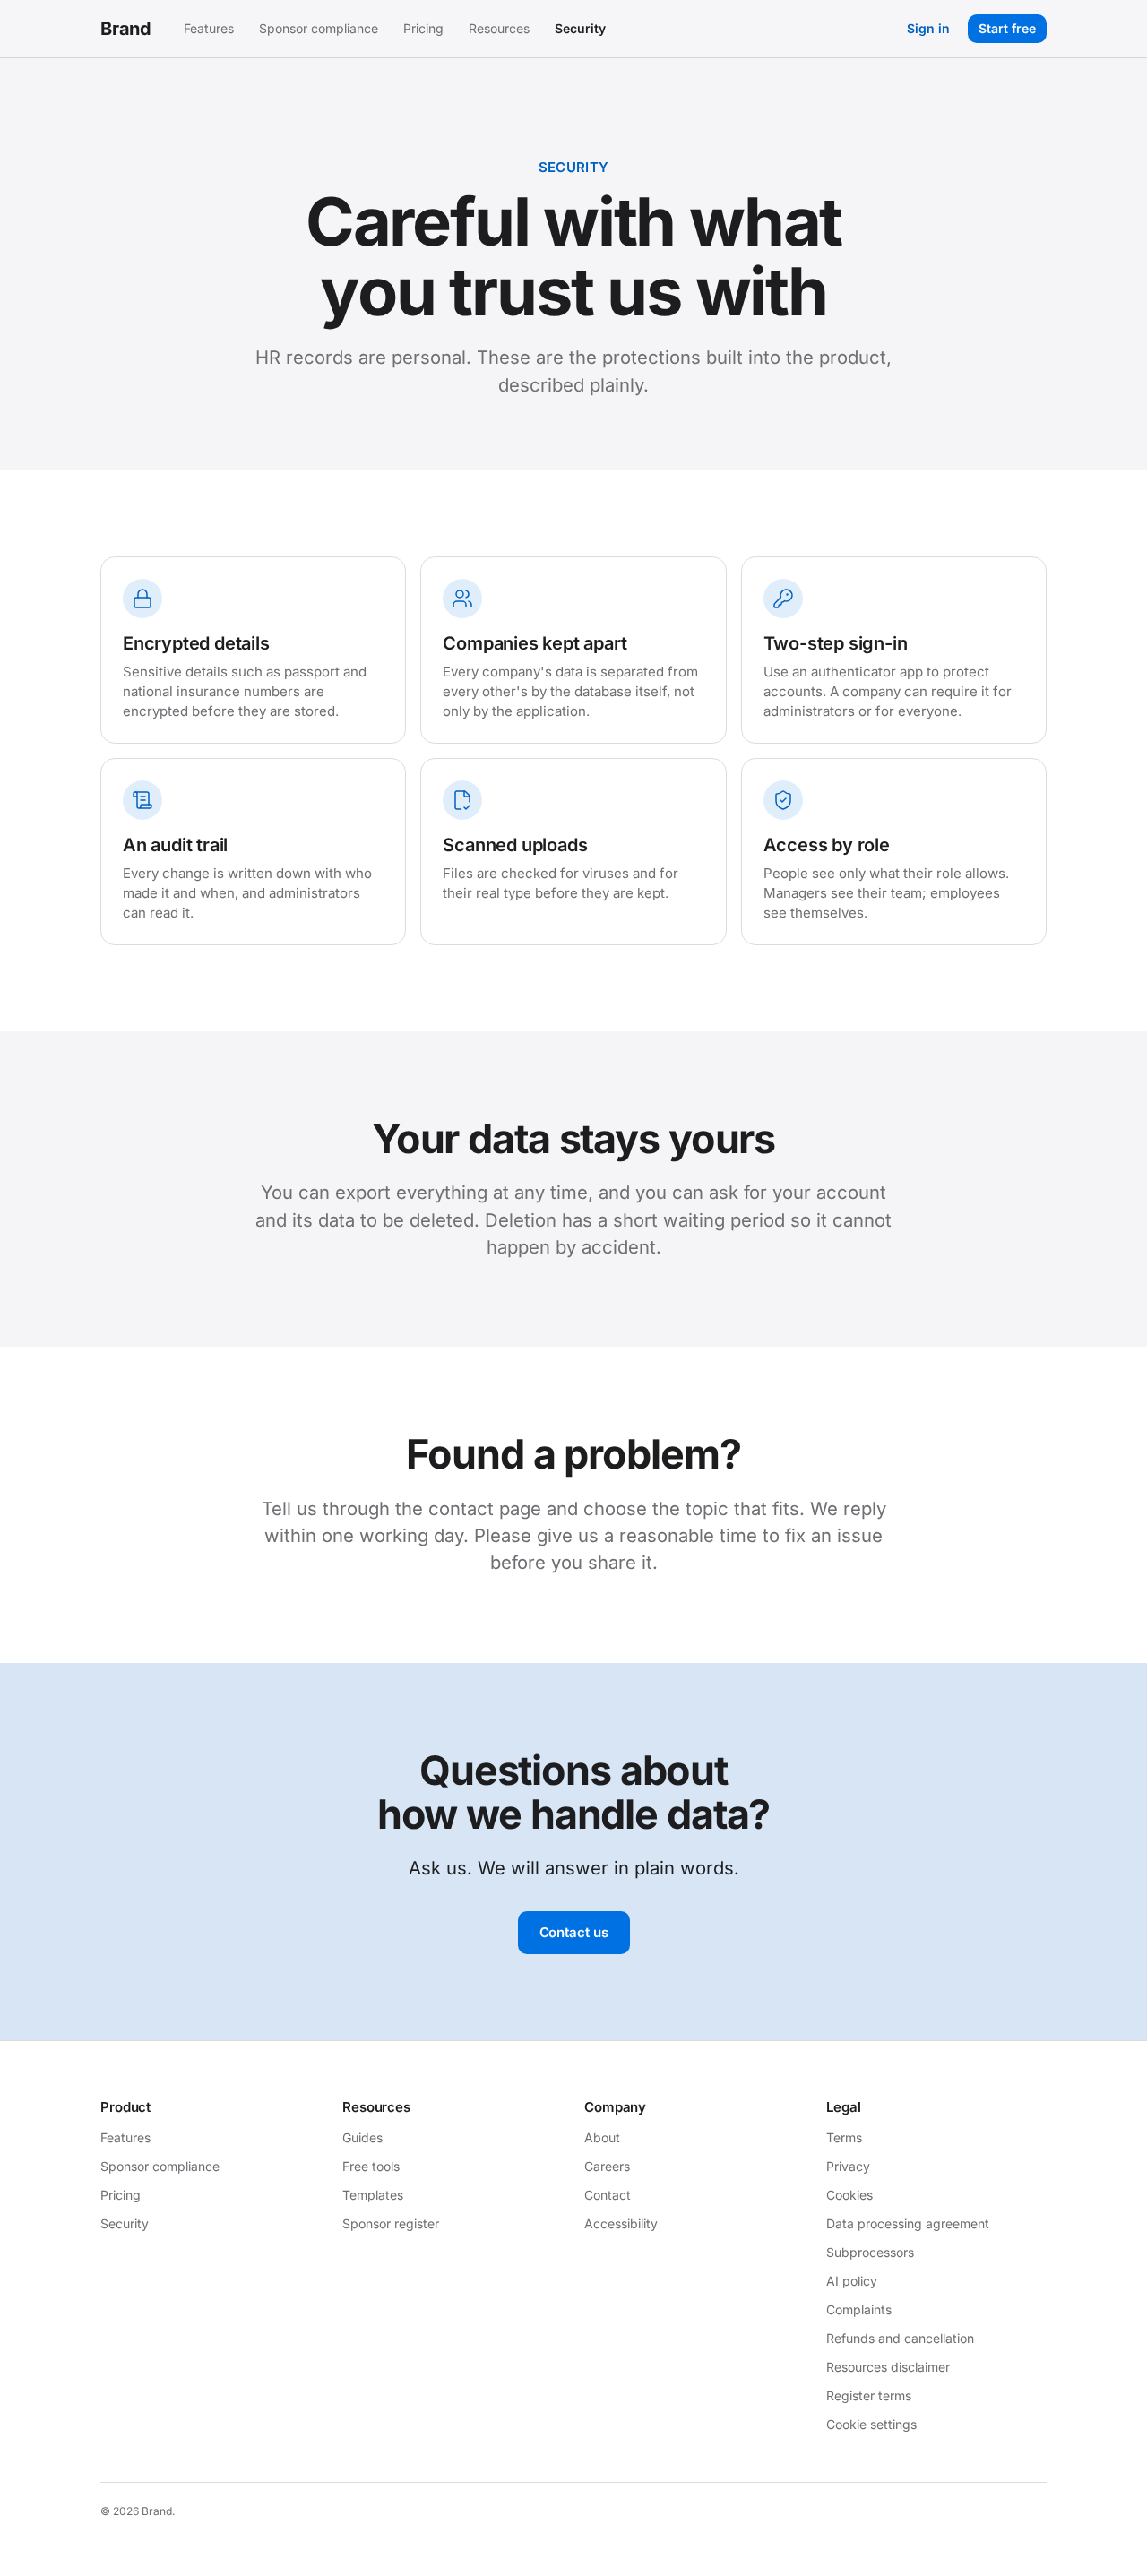 Brand
Features
Sponsor compliance
Pricing
Resources
Security
Sign in
Start free
SECURITY
Careful with what
you trust us with
HR records are personal. These are the protections built into the product,
described plainly.
Encrypted details
Sensitive details such as passport and
national insurance numbers are
encrypted before they are stored.
Companies kept apart
Every company's data is separated from
every other's by the database itself, not
only by the application.
Two-step sign-in
Use an authenticator app to protect
accounts. A company can require it for
administrators or for everyone.
An audit trail
Every change is written down with who
made it and when, and administrators
can read it.
Scanned uploads
Files are checked for viruses and for
their real type before they are kept.
Access by role
People see only what their role allows.
Managers see their team; employees
see themselves.
Your data stays yours
You can export everything at any time, and you can ask for your account
and its data to be deleted. Deletion has a short waiting period so it cannot
happen by accident.
Found a problem?
Tell us through the contact page and choose the topic that fits. We reply
within one working day. Please give us a reasonable time to fix an issue
before you share it.
Questions about
how we handle data?
Ask us. We will answer in plain words.
Contact us
Product
Features
Sponsor compliance
Pricing
Security
Resources
Guides
Free tools
Templates
Sponsor register
Company
About
Careers
Contact
Accessibility
Legal
Terms
Privacy
Cookies
Data processing agreement
Subprocessors
AI policy
Complaints
Refunds and cancellation
Resources disclaimer
Register terms
Cookie settings
© 2026 Brand.